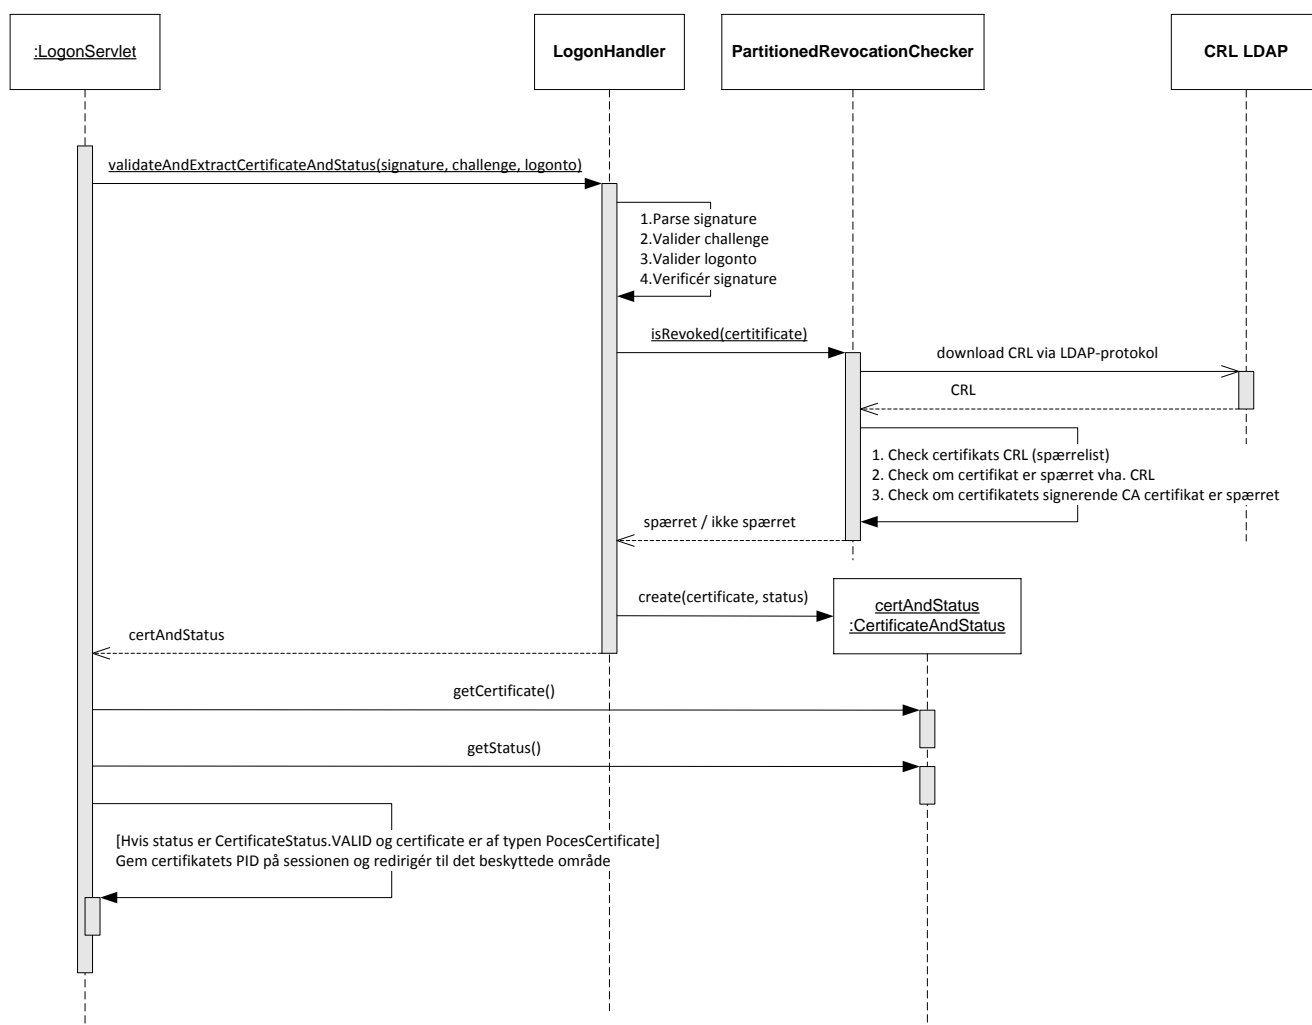 :LogonServlet
LogonHandler
PartitionedRevocationChecker
CRL LDAP
validateAndExtractCertificateAndStatus(signature, challenge, logonto)
1.Parse signature
2.Valider challenge
3.Valider logonto
4.Verificér signature
isRevoked(certitificate)
download CRL via LDAP-protokol
CRL
1. Check certifikats CRL (spærrelist)
2. Check om certifikat er spærret vha. CRL
3. Check om certifikatets signerende CA certifikat er spærret
spærret / ikke spærret
create(certificate, status)
certAndStatus
:CertificateAndStatus
certAndStatus
getCertificate()
getStatus()
[Hvis status er CertificateStatus.VALID og certificate er af typen PocesCertificate]
Gem certifikatets PID på sessionen og redirigér til det beskyttede område